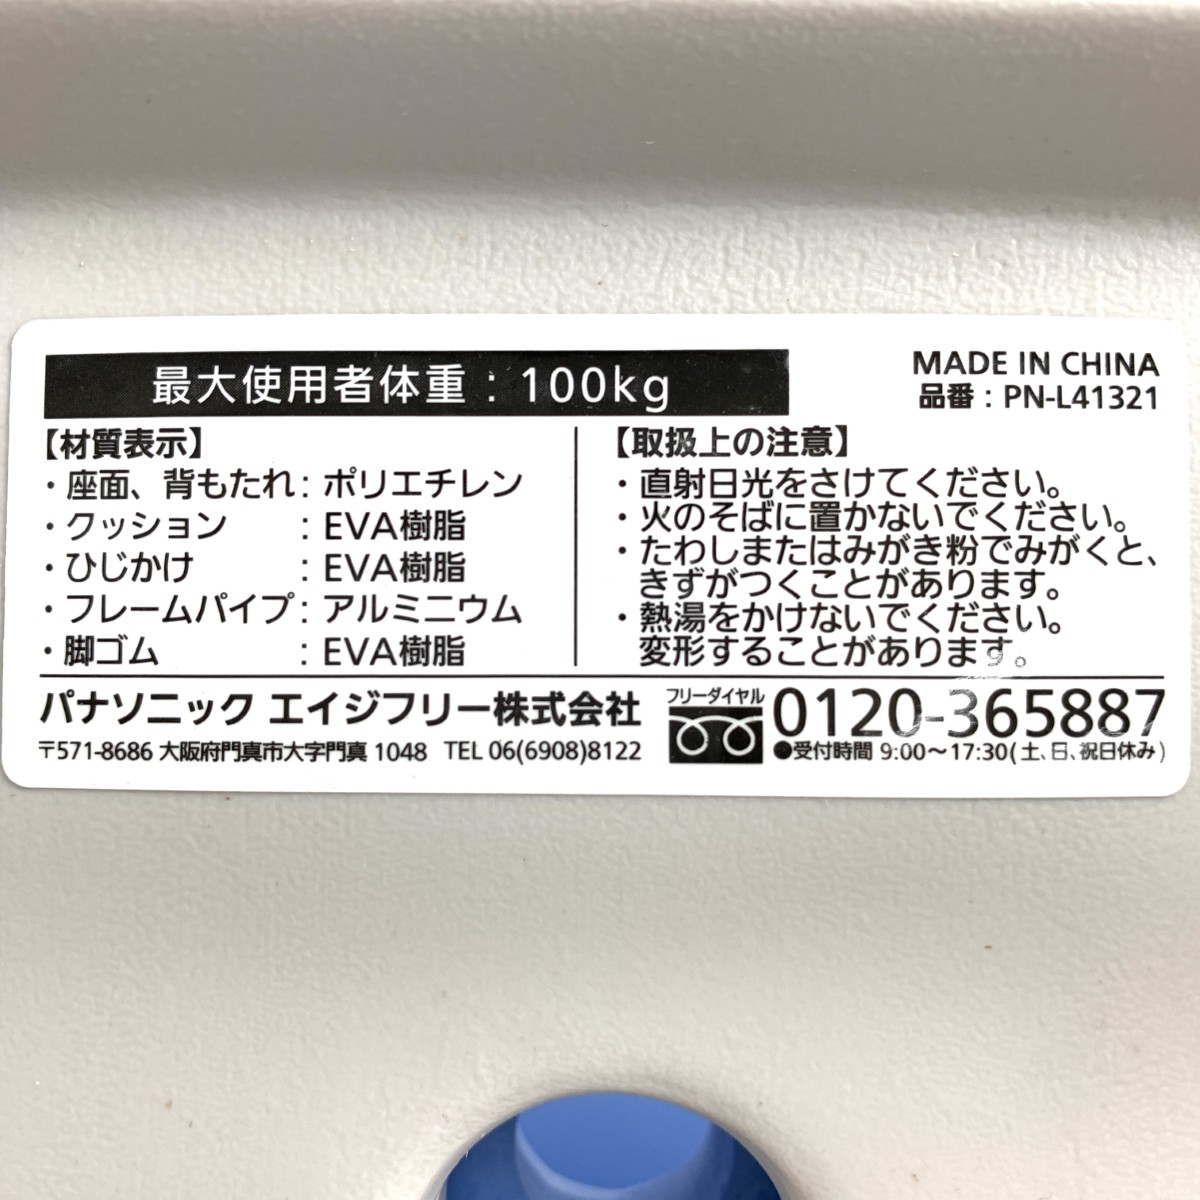 最大使用者体重：100kg
MADE IN CHINA
品番：PN-L41321
【材質表示】
・座面、背もたれ：ポリエチレン
・クッション　　：EVA樹脂
・ひじかけ　　　：EVA樹脂
・フレームパイプ：アルミニウム
・脚ゴム　　　　：EVA樹脂
【取扱上の注意】
・直射日光をさけてください。
・火のそばに置かないでください。
・たわしまたはみがき粉でみがくと、
きずがつくことがあります。
・熱湯をかけないでください。
変形することがあります。
パナソニック エイジフリー株式会社
〒571-8686 大阪府門真市大字門真 1048 TEL 06(6908)8122
フリーダイヤル
0120-365887
●受付時間 9:00〜17:30(土、日、祝日休み)